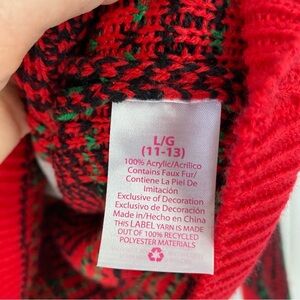 L/G
(11-13)
100% Acrylic/Acrílico
Contains Faux Fur/
Contiene La Piel De
Imitación
Exclusive of Decoration
Exclusivo de Decoración
Made in/Hecho en China
THIS LABEL YARN IS MADE
OUT OF 100% RECYCLED
POLYESTER MATERIALS